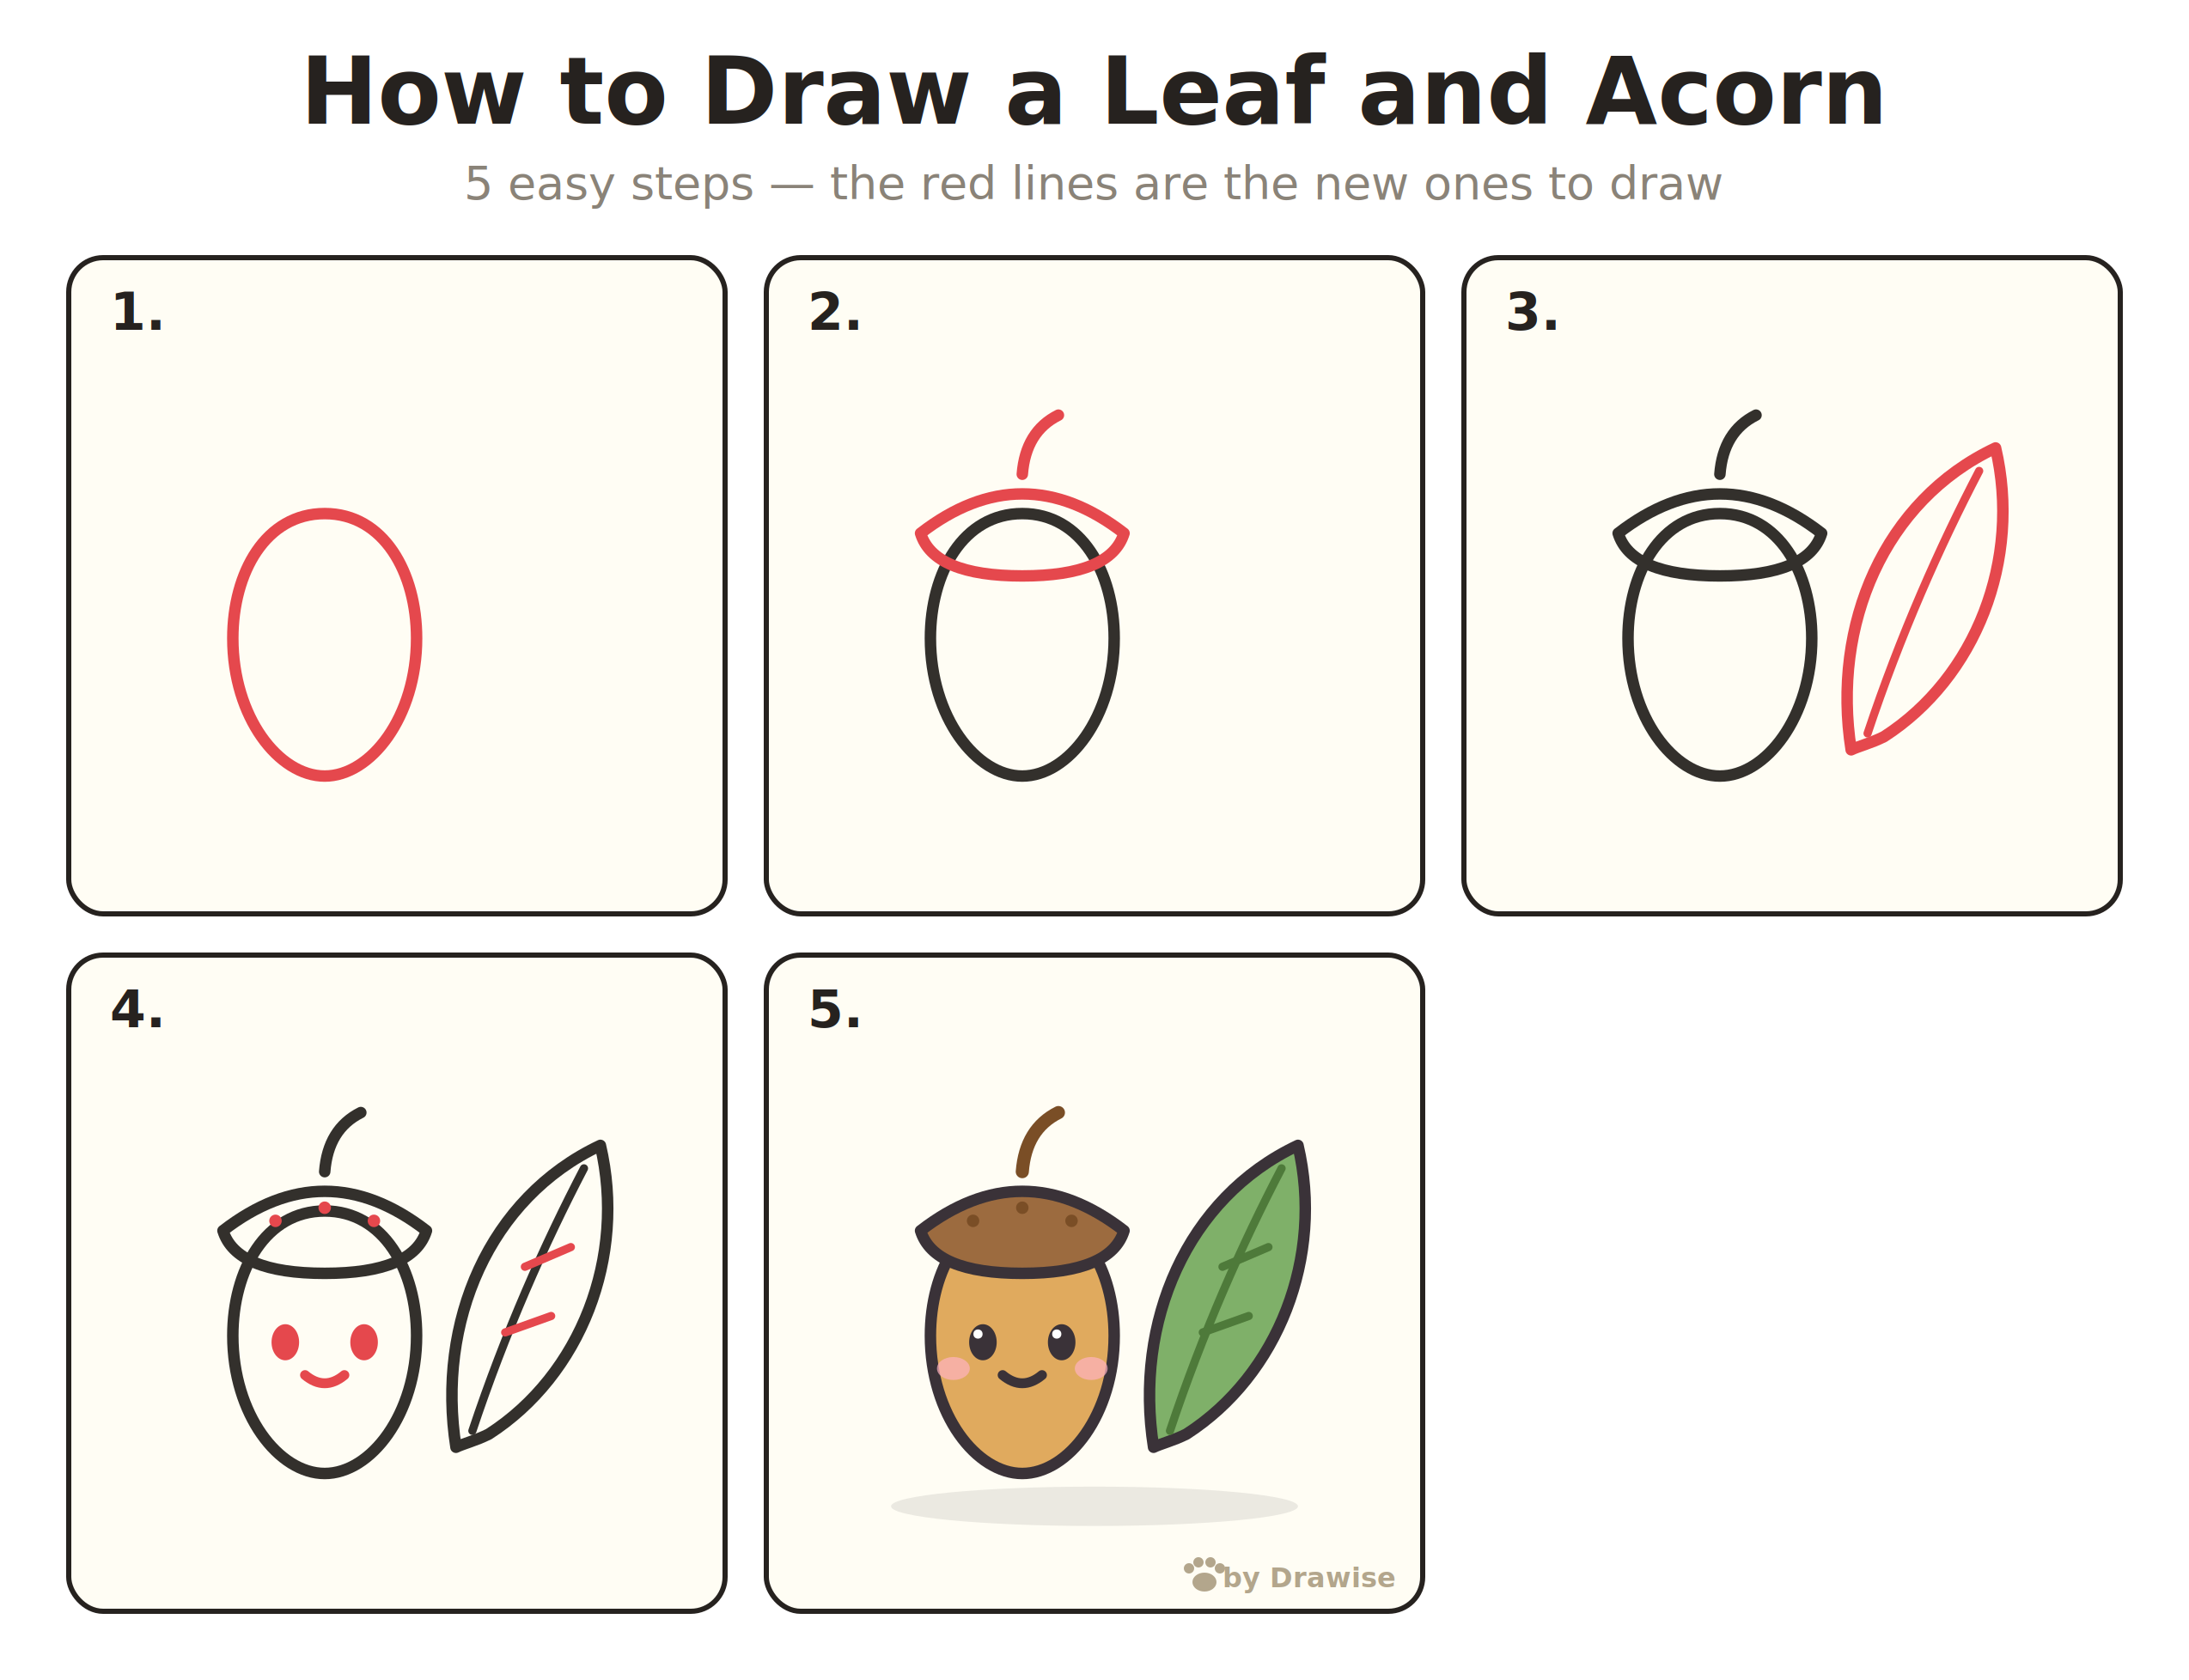 How to Draw a Leaf and Acorn
5 easy steps — the red lines are the new ones to draw
1.
2.
3.
4.
5.
by Drawise